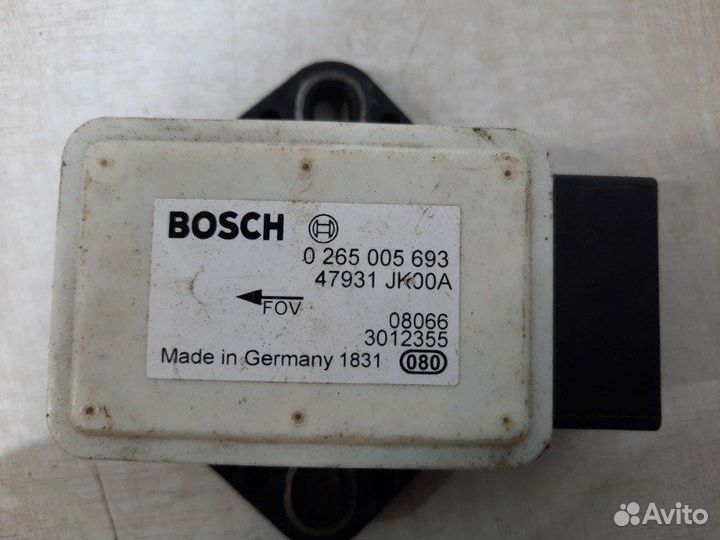 BOSCH
0 265 005 693
47931 JK00A
FOV
08066
3012355
Made in Germany 1831 080
Avito